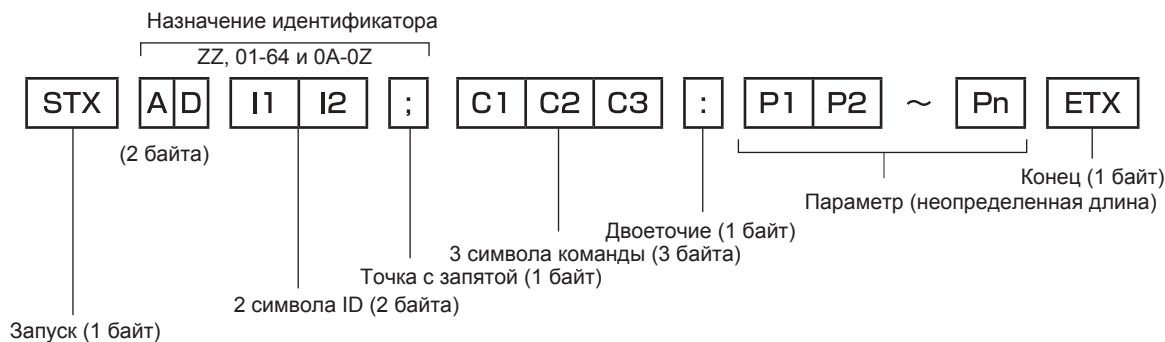 Назначение идентификатора
ZZ, 01-64 и 0A-0Z
STX A D I1 I2 ; C1 C2 C3 : P1 P2 ~ Pn ETX
(2 байта)
Конец (1 байт)
Параметр (неопределенная длина)
Двоеточие (1 байт)
3 символа команды (3 байта)
Точка с запятой (1 байт)
2 символа ID (2 байта)
Запуск (1 байт)